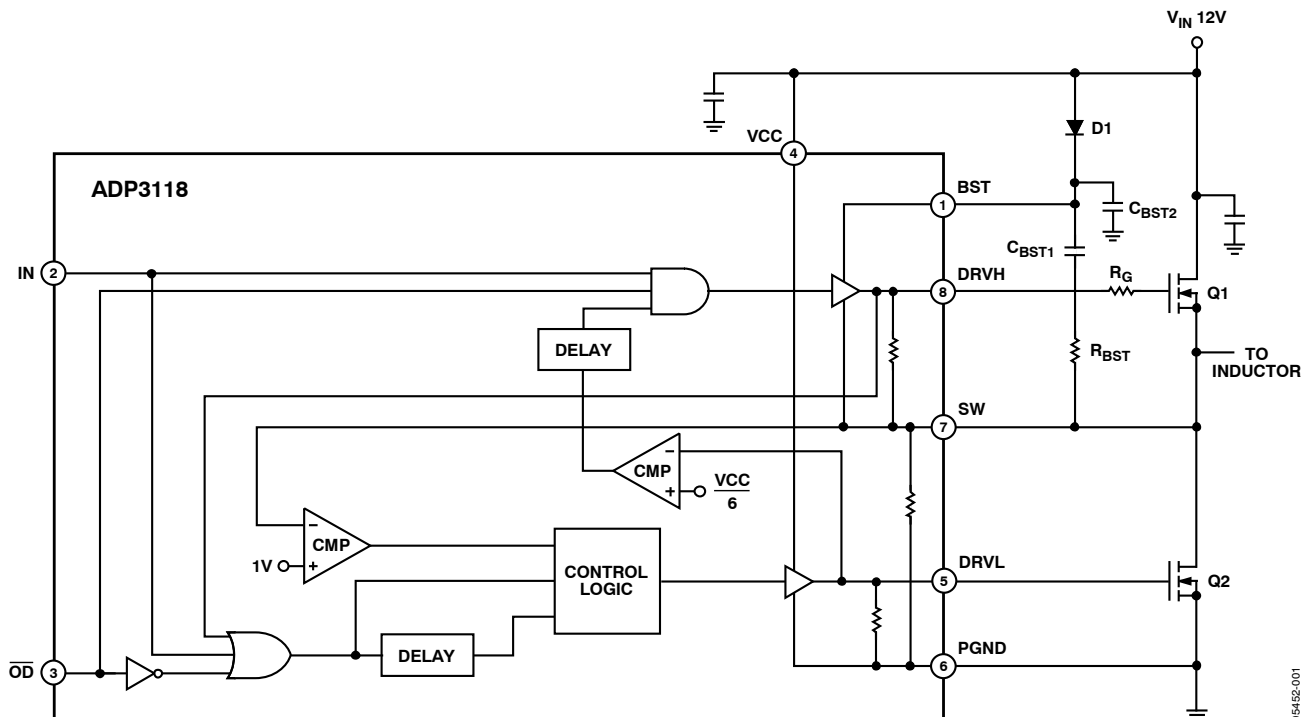 V_IN 12V
VCC
4
D1
ADP3118
BST
1
C_BST2
C_BST1
IN 2
DRVH
8
R_G
Q1
DELAY
R_BST
TO
INDUCTOR
SW
7
−
CMP
+
VCC
6
−
CMP
1V +
CONTROL
LOGIC
DRVL
5
Q2
DELAY
PGND
6
O̅D̅ 3
05452-001